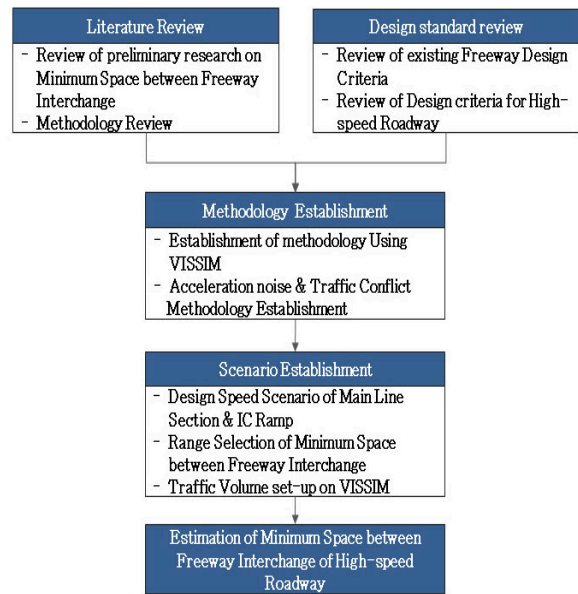 Literature Review
- Review of preliminary research on
Minimum Space between Freeway
Interchange
- Methodology Review
Design standard review
- Review of existing Freeway Design
Criteria
- Review of Design criteria for High-
speed Roadway
Methodology Establishment
- Establishment of methodology Using
VISSIM
- Acceleration noise & Traffic Conflict
Methodology Establishment
Scenario Establishment
- Design Speed Scenario of Main Line
Section & IC Ramp
- Range Selection of Minimum Space
between Freeway Interchange
- Traffic Volume set-up on VISSIM
Estimation of Minimum Space between
Freeway Interchange of High-speed
Roadway